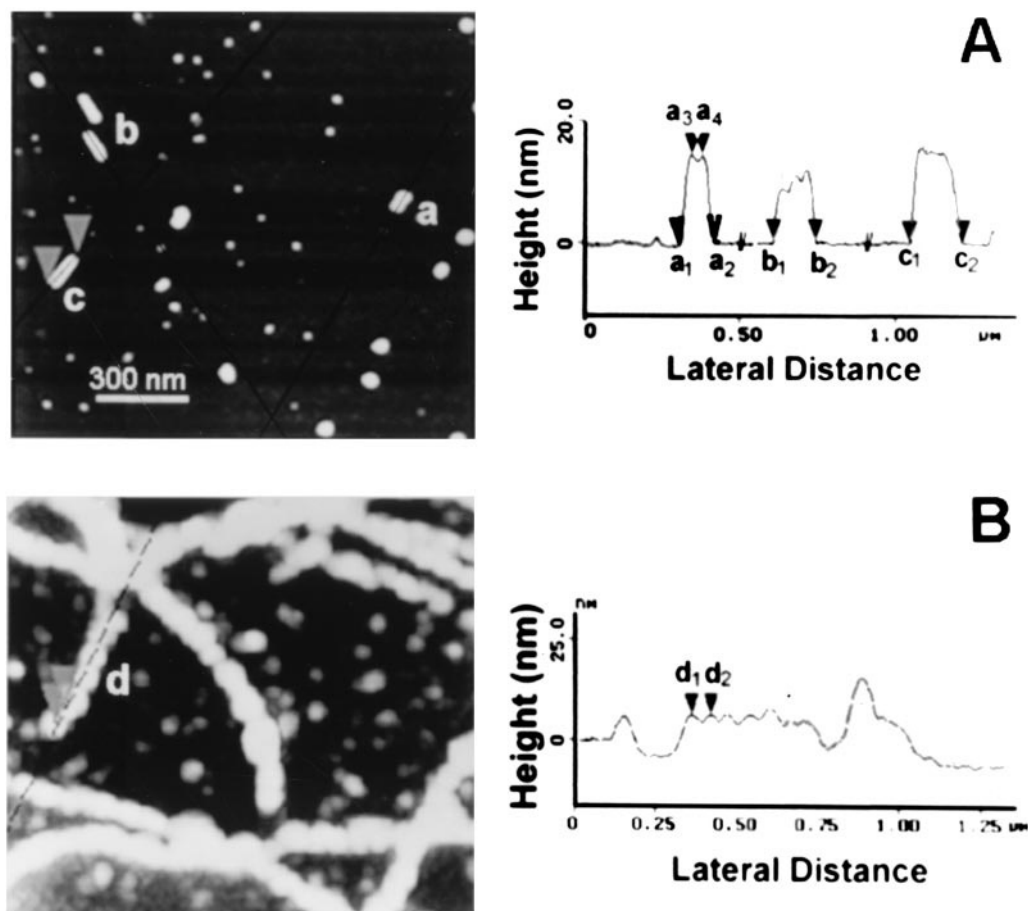 A
b
a
c
300 nm
Height (nm)
20.0
0
a3 a4
a1 a2 b1 b2 c1 c2
0 0.50 1.00 μm
Lateral Distance
B
d
nm
Height (nm)
25.0
0
d1 d2
0 0.25 0.50 0.75 1.00 1.25 μm
Lateral Distance